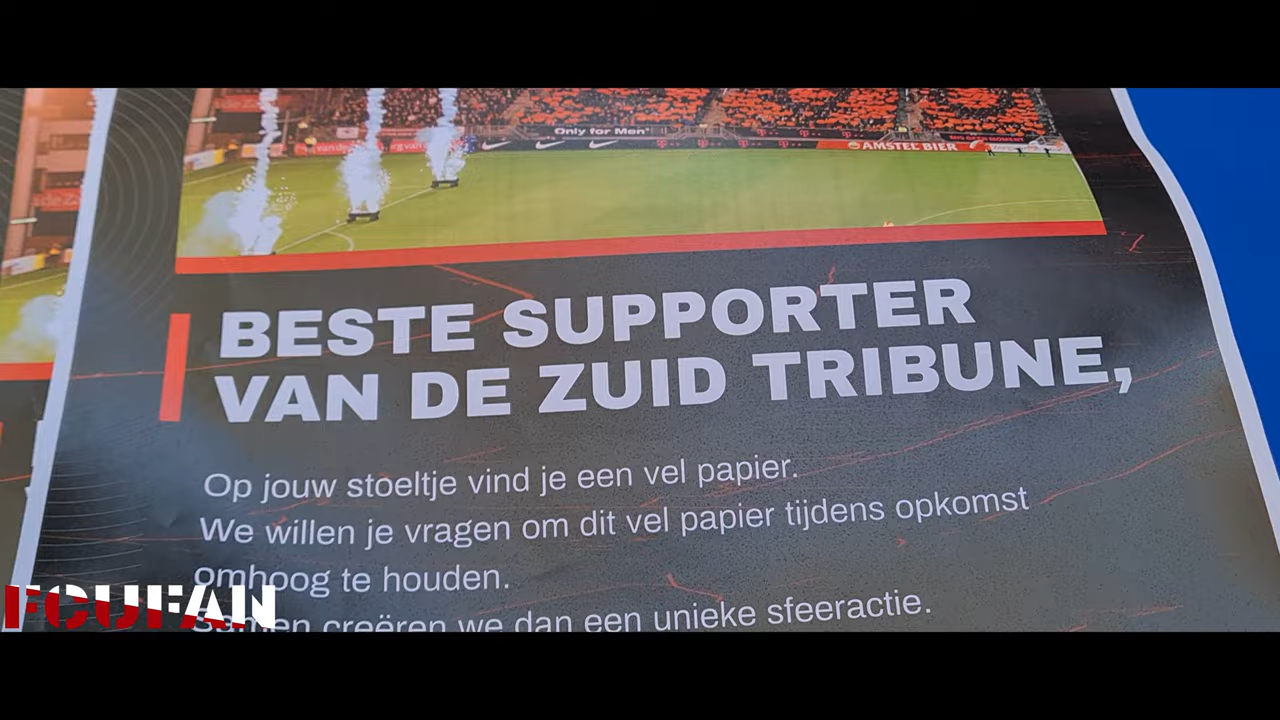 Only for Men
AMSTEL BIER
BESTE SUPPORTER
VAN DE ZUID TRIBUNE,
Op jouw stoeltje vind je een vel papier.
We willen je vragen om dit vel papier tijdens opkomst
omhoog te houden.
Samen creëren we dan een unieke sfeeractie.
FCUFAN